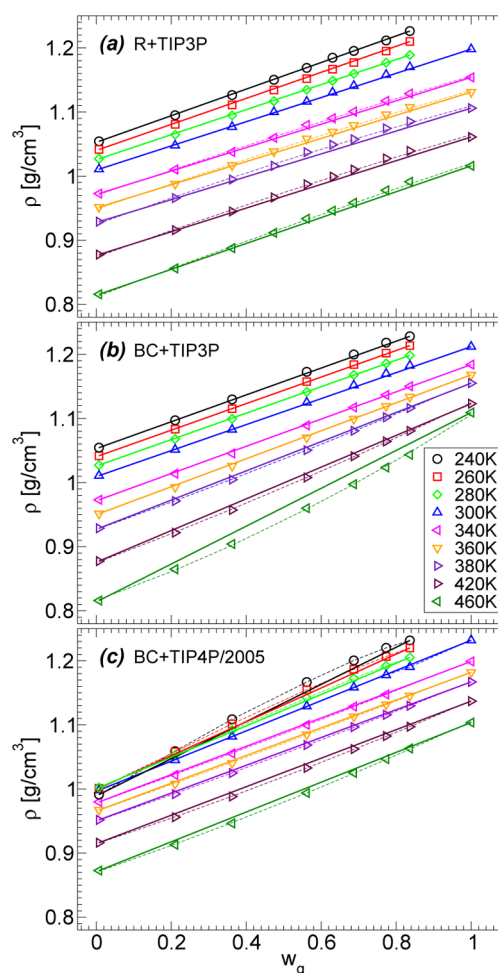 (a) R+TIP3P
1.2
1.1
1
0.9
0.8
ρ [g/cm³]
(b) BC+TIP3P
1.2
1.1
1
0.9
0.8
ρ [g/cm³]
240K
260K
280K
300K
340K
360K
380K
420K
460K
(c) BC+TIP4P/2005
1.2
1.1
1
0.9
0.8
ρ [g/cm³]
0 0.2 0.4 0.6 0.8 1
w_g